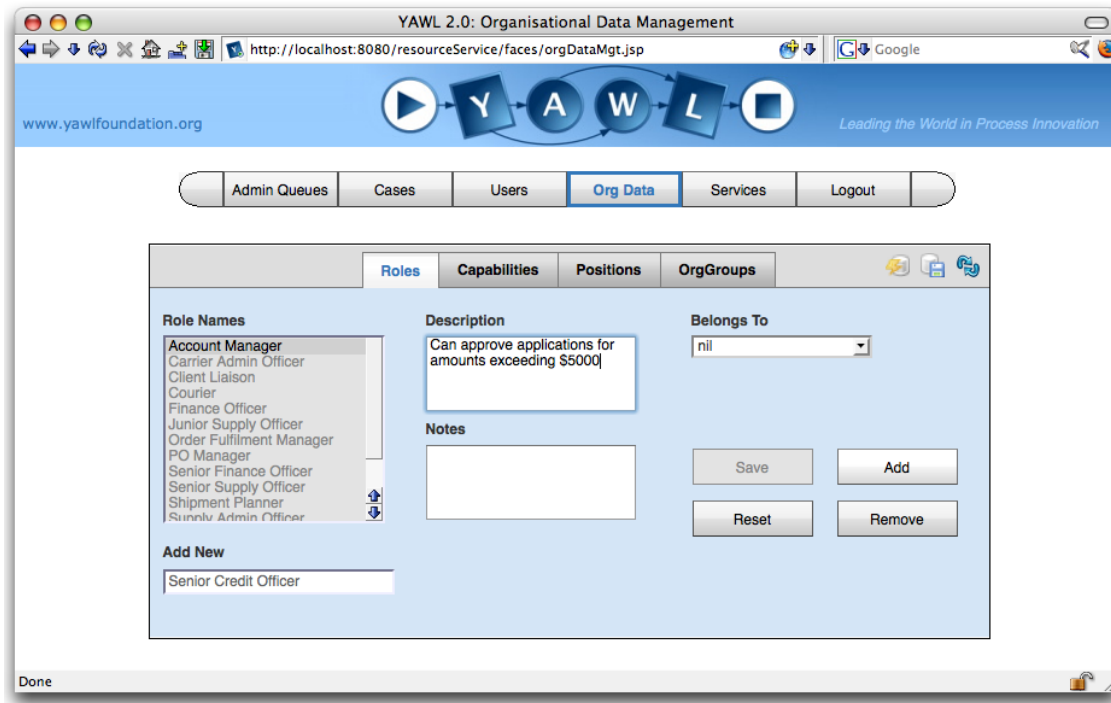 YAWL 2.0: Organisational Data Management
http://localhost:8080/resourceService/faces/orgDataMgt.jsp
G Google
www.yawlfoundation.org
Y A W L
Leading the World in Process Innovation
Admin Queues Cases Users Org Data Services Logout
Roles Capabilities Positions OrgGroups
Role Names
Account Manager
Carrier Admin Officer
Client Liaison
Courier
Finance Officer
Junior Supply Officer
Order Fulfilment Manager
PO Manager
Senior Finance Officer
Senior Supply Officer
Shipment Planner
Supply Admin Officer
Add New
Senior Credit Officer
Description
Can approve applications for
amounts exceeding $5000
Notes
Belongs To
nil
Save Add
Reset Remove
Done